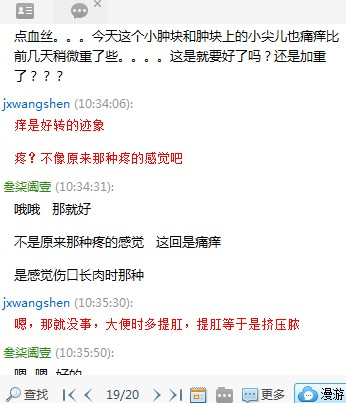 点血丝。。。今天这个小肿块和肿块上的小尖儿也痛痒比
前几天稍微重了些。。。。这是就要好了吗？还是加重
了？？？
jxwangshen (10:34:06):
痒是好转的迹象
疼？不像原来那种疼的感觉吧
叁柒阖壹 (10:34:31):
哦哦 那就好
不是原来那种疼的感觉 这回是痛痒
是感觉伤口长肉时那种
jxwangshen (10:35:30):
嗯，那就没事，大便时多提肛，提肛等于是挤压脓
叁柒阖壹 (10:35:50):
嗯 嗯 好的
查找 19/20 更多 漫游